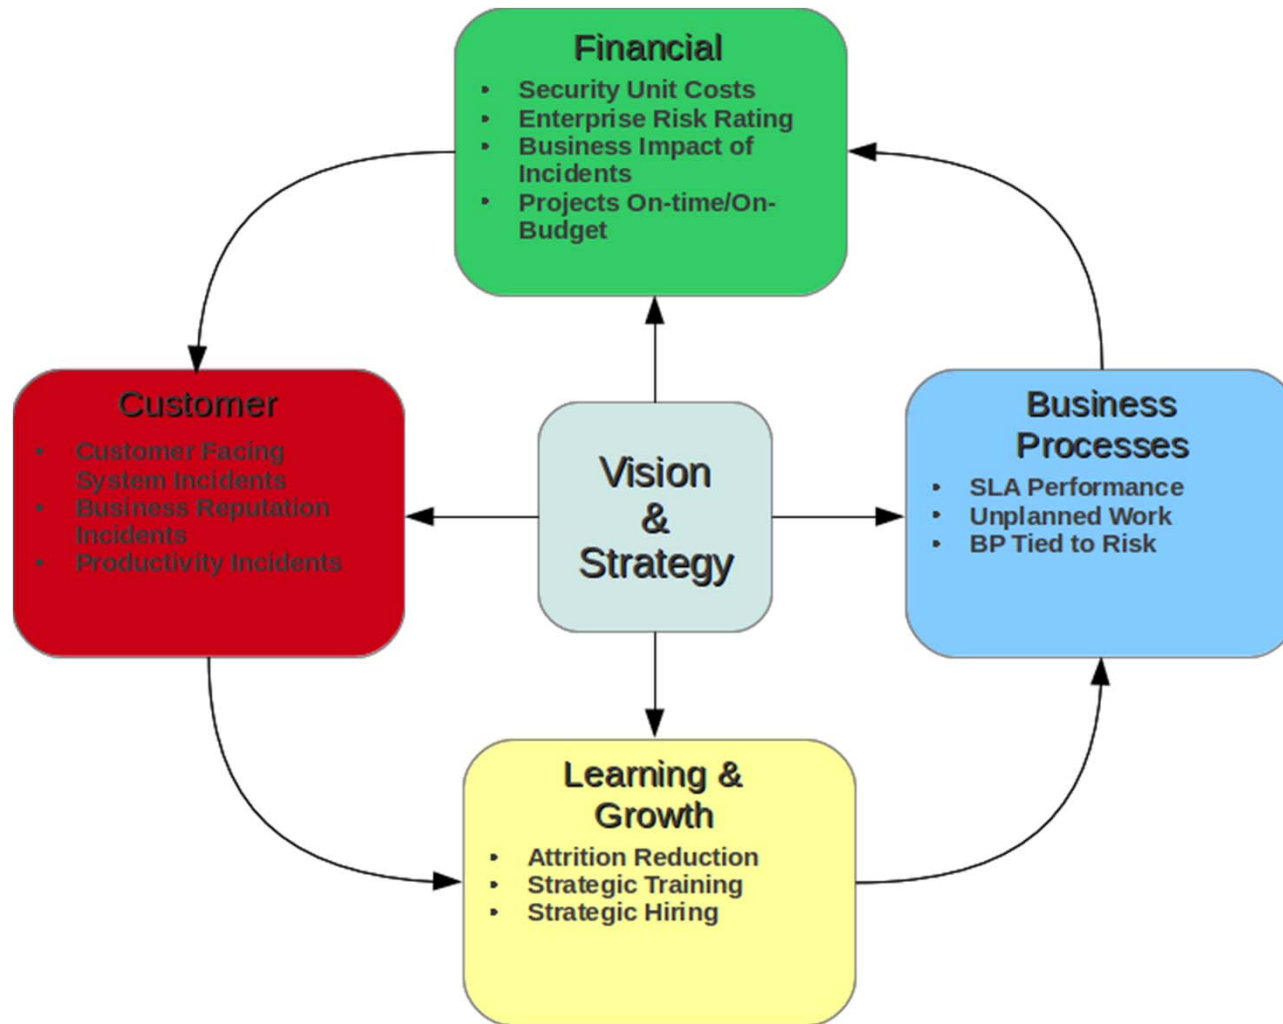 Financial
• Security Unit Costs
• Enterprise Risk Rating
• Business Impact of
Incidents
• Projects On-time/On-
Budget
Customer
• Customer Facing
System Incidents
• Business Reputation
Incidents
• Productivity Incidents
Vision
&
Strategy
Business
Processes
• SLA Performance
• Unplanned Work
• BP Tied to Risk
Learning &
Growth
• Attrition Reduction
• Strategic Training
• Strategic Hiring